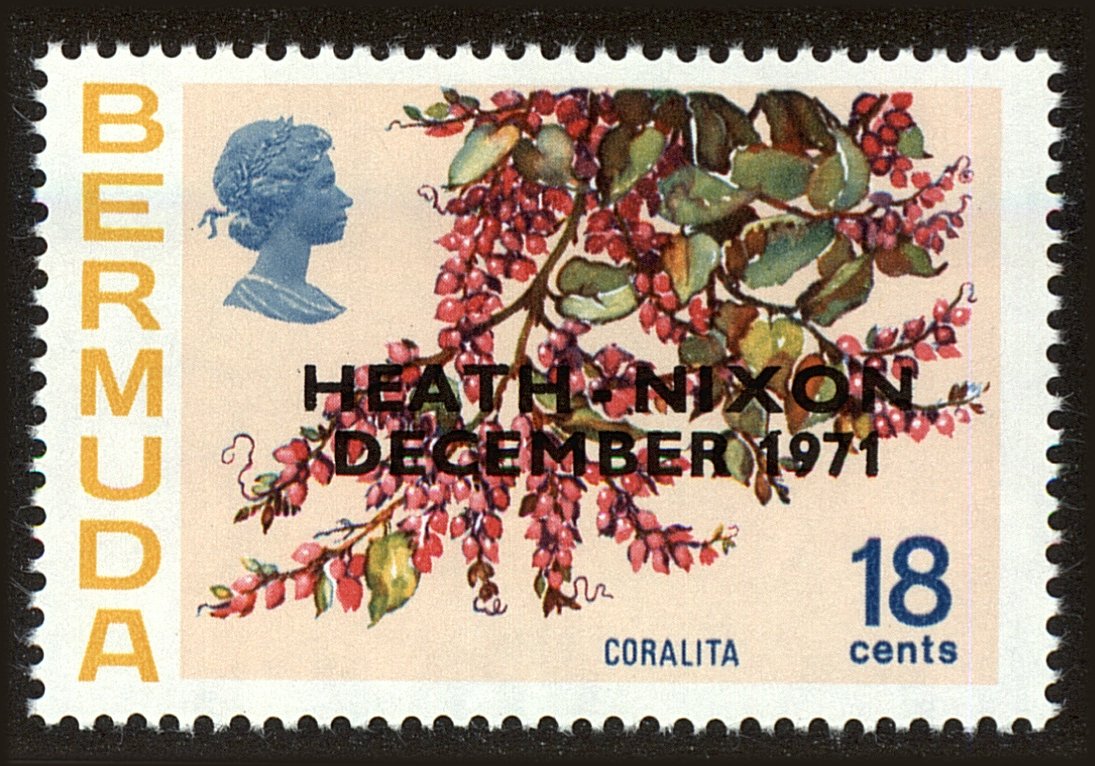 BERMUDA
HEATH - NIXON
DECEMBER 1971
18
cents
CORALITA